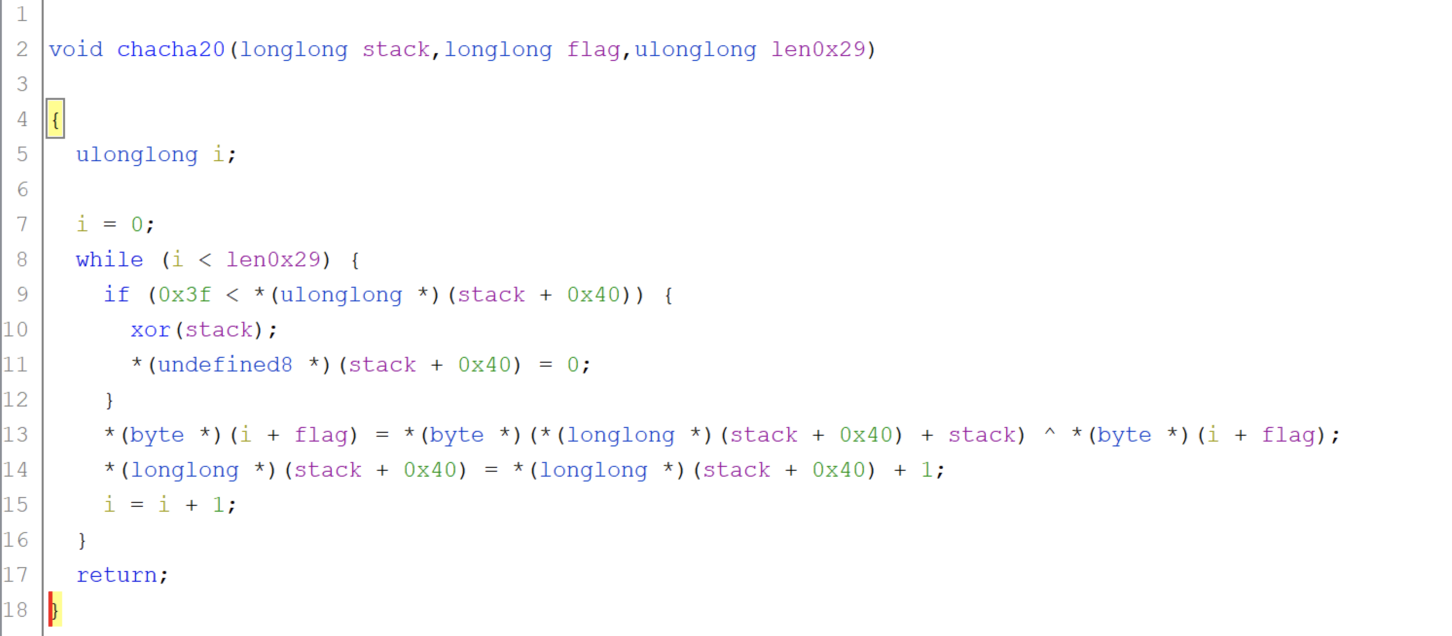 1
2 void chacha20(longlong stack,longlong flag,ulonglong len0x29)
3
4 {
5   ulonglong i;
6
7   i = 0;
8   while (i < len0x29) {
9     if (0x3f < *(ulonglong *)(stack + 0x40)) {
10       xor(stack);
11       *(undefined8 *)(stack + 0x40) = 0;
12     }
13     *(byte *)(i + flag) = *(byte *)(*(longlong *)(stack + 0x40) + stack) ^ *(byte *)(i + flag);
14     *(longlong *)(stack + 0x40) = *(longlong *)(stack + 0x40) + 1;
15     i = i + 1;
16   }
17   return;
18 }